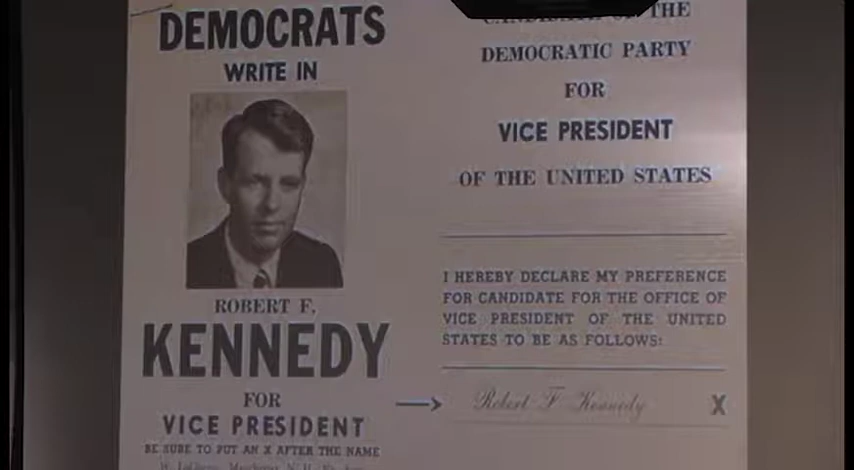 DEMOCRATS
WRITE IN
ROBERT F.
KENNEDY
FOR
VICE PRESIDENT
BE SURE TO PUT AN X AFTER THE NAME
THE
DEMOCRATIC PARTY
FOR
VICE PRESIDENT
OF THE UNITED STATES
I HEREBY DECLARE MY PREFERENCE
FOR CANDIDATE FOR THE OFFICE OF
VICE PRESIDENT OF THE UNITED
STATES TO BE AS FOLLOWS:
Robert F Kennedy X